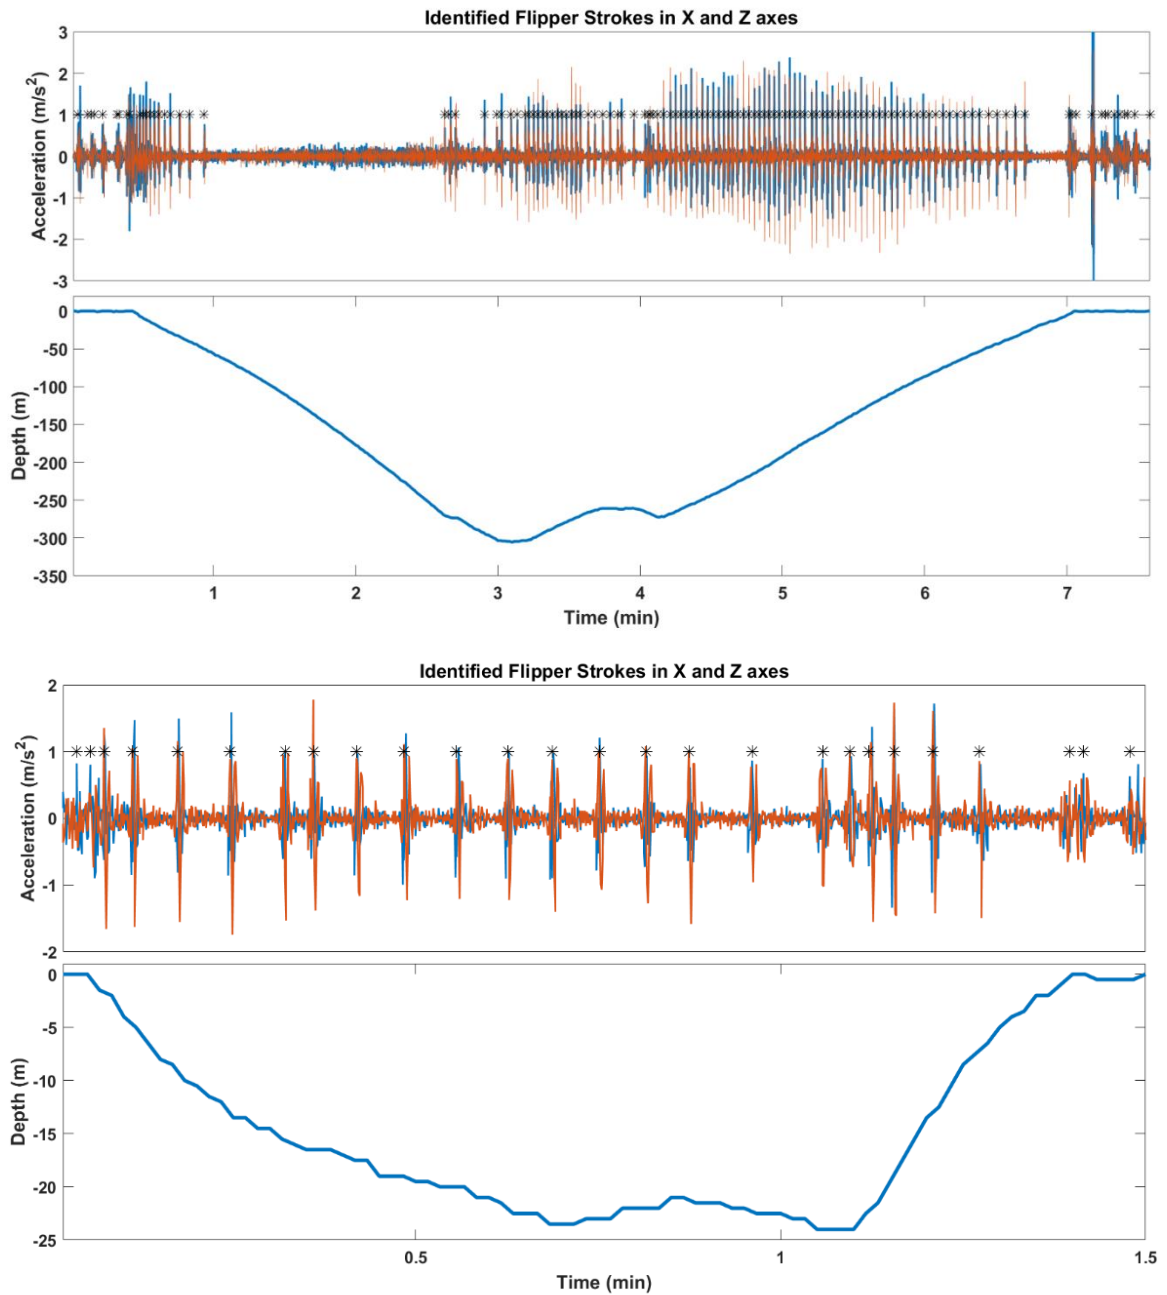 Identified Flipper Strokes in X and Z axes
3
2
1
0
-1
-2
-3
Acceleration (m/s²)
0
-50
-100
-150
-200
-250
-300
-350
Depth (m)
1 2 3 4 5 6 7
Time (min)
Identified Flipper Strokes in X and Z axes
2
1
0
-1
-2
Acceleration (m/s²)
0
-5
-10
-15
-20
-25
Depth (m)
0.5 1 1.5
Time (min)